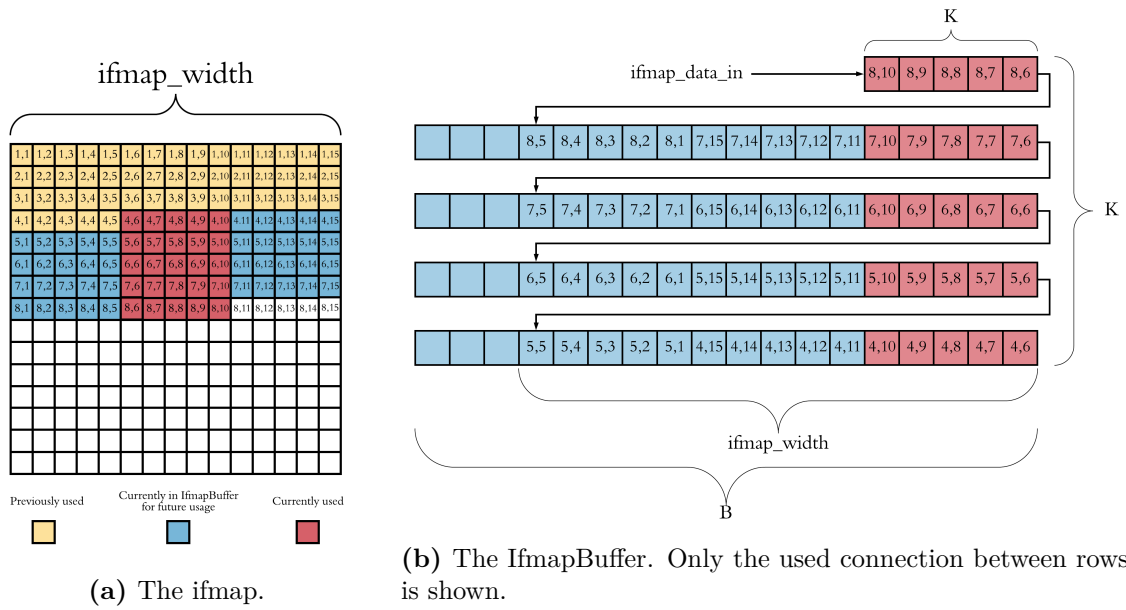 ifmap_width
1,1 1,2 1,3 1,4 1,5 1,6 1,7 1,8 1,9 1,10 1,11 1,12 1,13 1,14 1,15
2,1 2,2 2,3 2,4 2,5 2,6 2,7 2,8 2,9 2,10 2,11 2,12 2,13 2,14 2,15
3,1 3,2 3,3 3,4 3,5 3,6 3,7 3,8 3,9 3,10 3,11 3,12 3,13 3,14 3,15
4,1 4,2 4,3 4,4 4,5 4,6 4,7 4,8 4,9 4,10 4,11 4,12 4,13 4,14 4,15
5,1 5,2 5,3 5,4 5,5 5,6 5,7 5,8 5,9 5,10 5,11 5,12 5,13 5,14 5,15
6,1 6,2 6,3 6,4 6,5 6,6 6,7 6,8 6,9 6,10 6,11 6,12 6,13 6,14 6,15
7,1 7,2 7,3 7,4 7,5 7,6 7,7 7,8 7,9 7,10 7,11 7,12 7,13 7,14 7,15
8,1 8,2 8,3 8,4 8,5 8,6 8,7 8,8 8,9 8,10 8,11 8,12 8,13 8,14 8,15
Previously used
Currently in IfmapBuffer
for future usage
Currently used
(a) The ifmap.
K
ifmap_data_in
8,10 8,9 8,8 8,7 8,6
8,5 8,4 8,3 8,2 8,1 7,15 7,14 7,13 7,12 7,11 7,10 7,9 7,8 7,7 7,6
7,5 7,4 7,3 7,2 7,1 6,15 6,14 6,13 6,12 6,11 6,10 6,9 6,8 6,7 6,6
K
6,5 6,4 6,3 6,2 6,1 5,15 5,14 5,13 5,12 5,11 5,10 5,9 5,8 5,7 5,6
5,5 5,4 5,3 5,2 5,1 4,15 4,14 4,13 4,12 4,11 4,10 4,9 4,8 4,7 4,6
ifmap_width
B
(b) The IfmapBuffer. Only the used connection between rows
is shown.